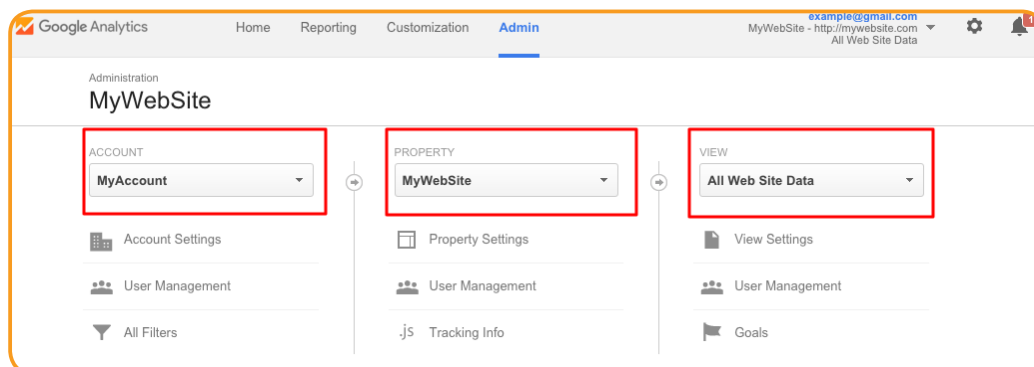 Google Analytics
Home
Reporting
Customization
Admin
example@gmail.com
MyWebSite - http://mywebsite.com
All Web Site Data
1
Administration
MyWebSite
ACCOUNT
PROPERTY
VIEW
MyAccount
MyWebSite
All Web Site Data
Account Settings
Property Settings
View Settings
User Management
User Management
User Management
All Filters
.js Tracking Info
Goals